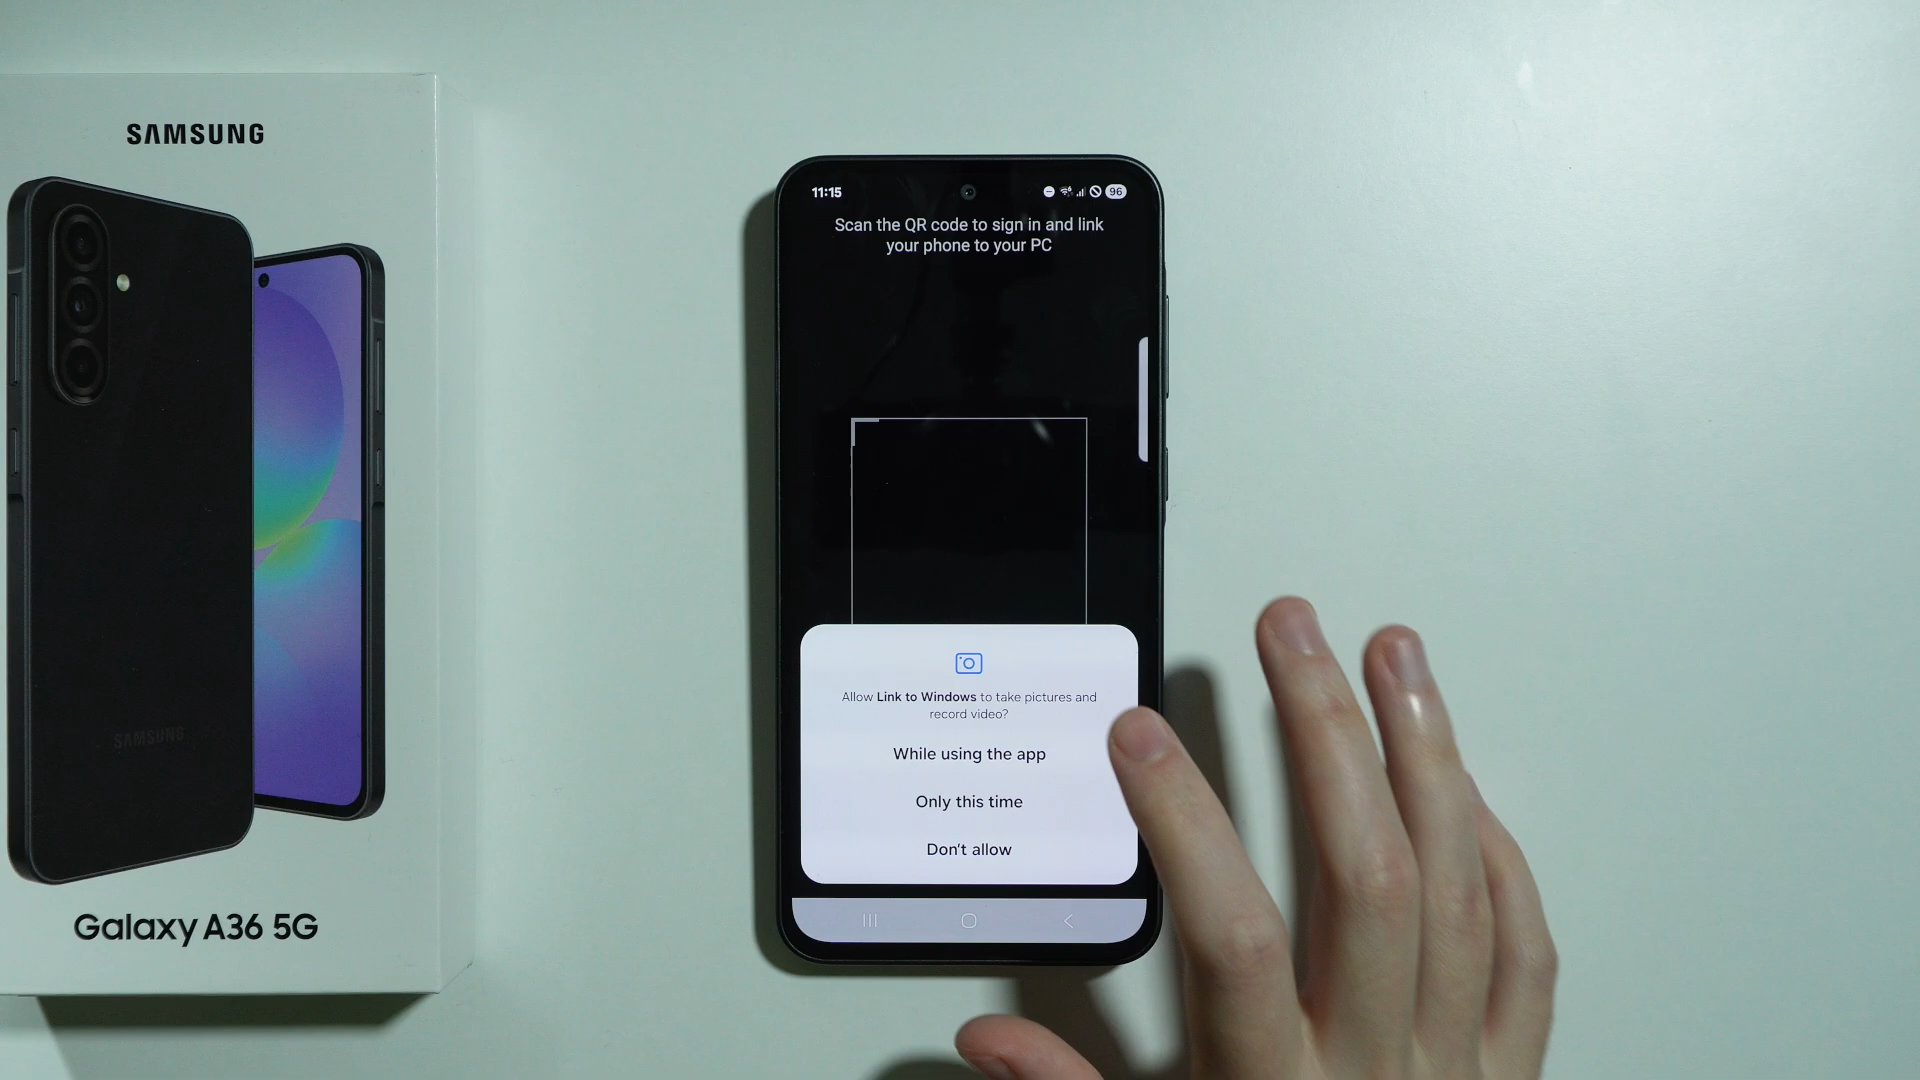 SAMSUNG
SAMSUNG
Galaxy A36 5G
11:15
96
Scan the QR code to sign in and link
your phone to your PC
Allow Link to Windows to take pictures and
record video?
While using the app
Only this time
Don't allow